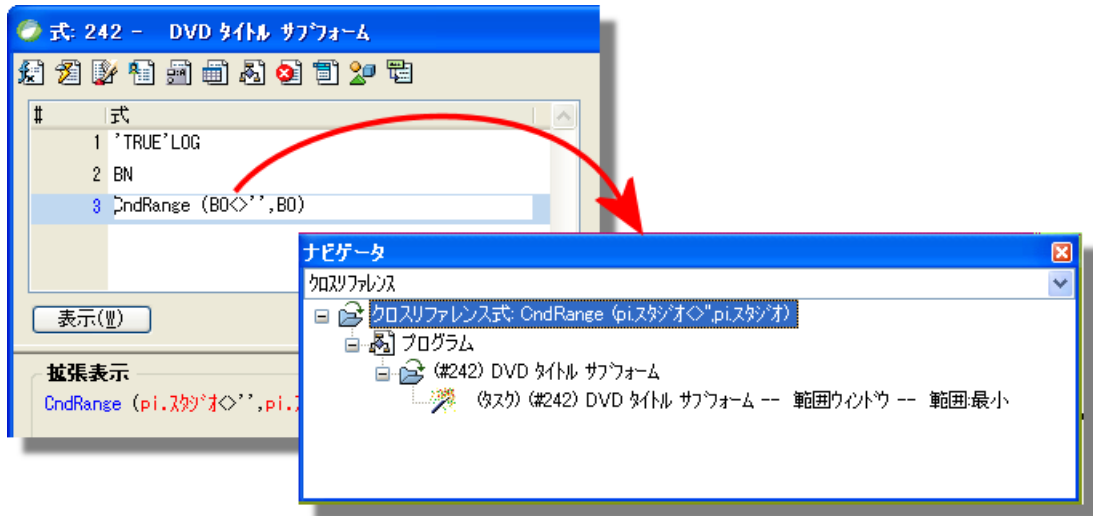 式: 242 - DVD ﾀｲﾄﾙ ｻﾌﾞﾌｫｰﾑ
# 式
1 'TRUE'LOG
2 BN
3 CndRange (BO<>'',BO)
表示(W)
拡張表示
CndRange (pi.ｽﾀｼﾞｵ<>'',pi.
ナビゲータ
ｸﾛｽﾘﾌｧﾚﾝｽ
ｸﾛｽﾘﾌｧﾚﾝｽ式: CndRange (pi.ｽﾀｼﾞｵ<>'',pi.ｽﾀｼﾞｵ)
プログラム
(#242) DVD ﾀｲﾄﾙ ｻﾌﾞﾌｫｰﾑ
(ﾀｽｸ) (#242) DVD ﾀｲﾄﾙ ｻﾌﾞﾌｫｰﾑ -- 範囲ｳｨﾝﾄﾞｳ -- 範囲:最小